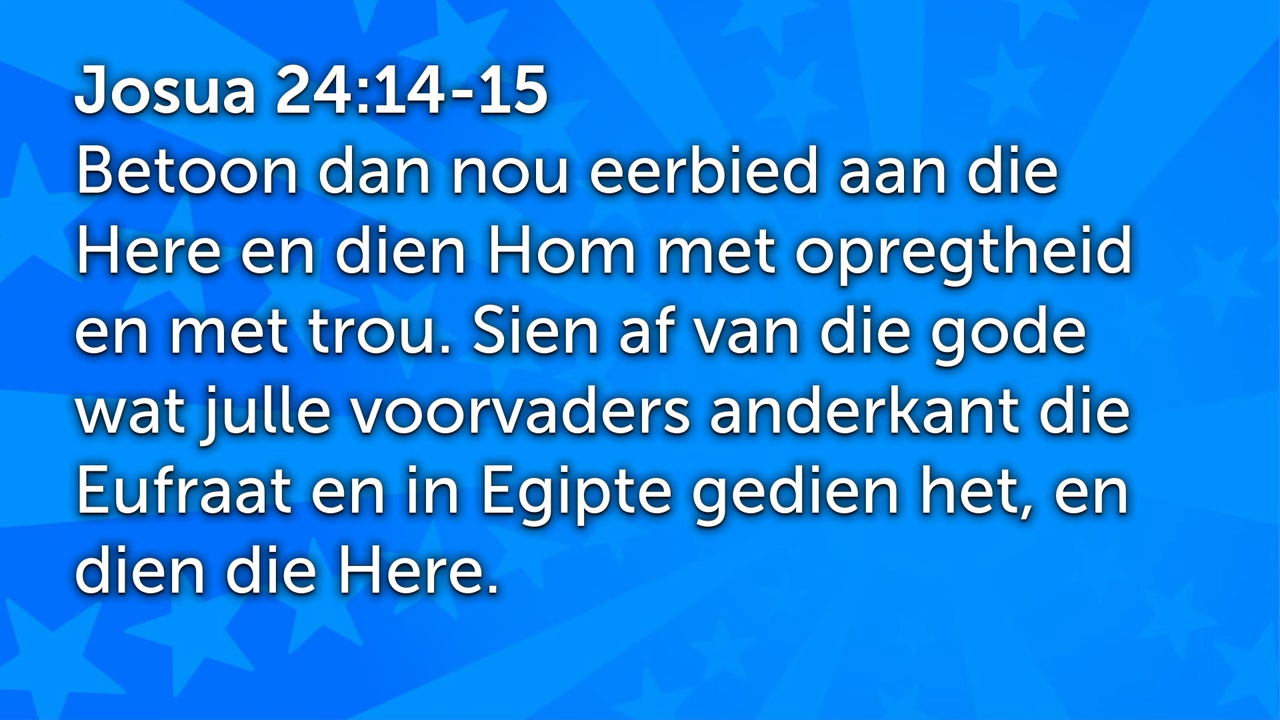 Josua 24:14-15
Betoon dan nou eerbied aan die
Here en dien Hom met opregtheid
en met trou. Sien af van die gode
wat julle voorvaders anderkant die
Eufraat en in Egipte gedien het, en
dien die Here.